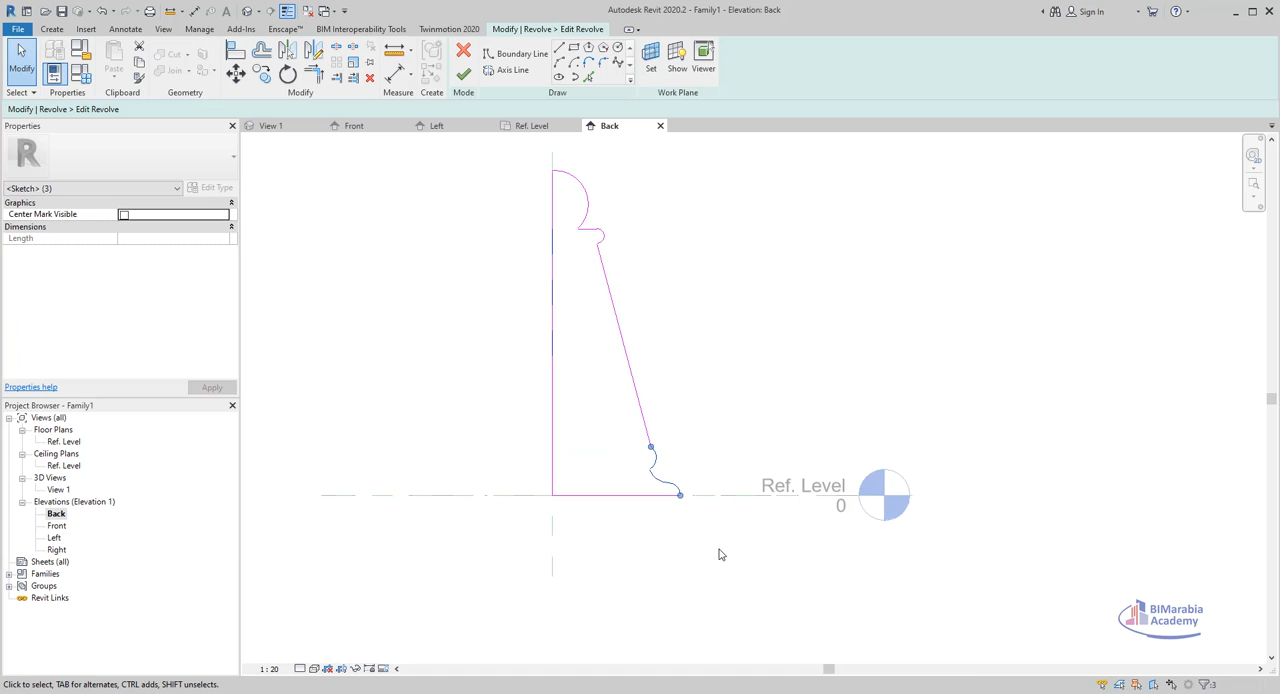 Autodesk Revit 2020.2 - Family1 - Elevation: Back
Sign In
File Create Insert Annotate View Manage Add-Ins Enscape™ BIM Interoperability Tools Twinmotion 2020 Modify | Revolve > Edit Revolve
Modify
Paste
Cut
Join
Boundary Line
Axis Line
Set Show Viewer
Select Properties Clipboard Geometry Modify Measure Create Mode Draw Work Plane
Modify | Revolve > Edit Revolve
Properties
View 1 Front Left Ref. Level Back
<Sketch> (3) Edit Type
Graphics
Center Mark Visible
Dimensions
Length
Properties help Apply
Project Browser - Family1
Views (all)
Floor Plans
Ref. Level
Ceiling Plans
Ref. Level
3D Views
View 1
Elevations (Elevation 1)
Back
Front
Left
Right
Sheets (all)
Families
Groups
Revit Links
Ref. Level
0
BIMarabia
Academy
1 : 20
Click to select, TAB for alternates, CTRL adds, SHIFT unselects.
:3